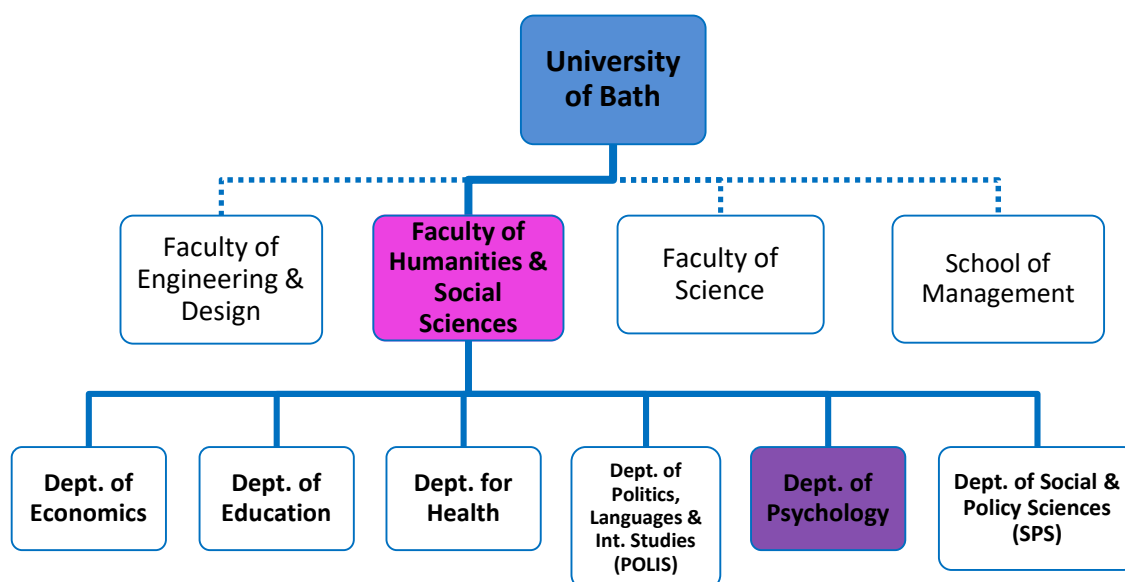 University
of Bath
Faculty of
Engineering &
Design
Faculty of
Humanities &
Social
Sciences
Faculty of
Science
School of
Management
Dept. of
Economics
Dept. of
Education
Dept. for
Health
Dept. of
Politics,
Languages &
Int. Studies
(POLIS)
Dept. of
Psychology
Dept. of Social &
Policy Sciences
(SPS)